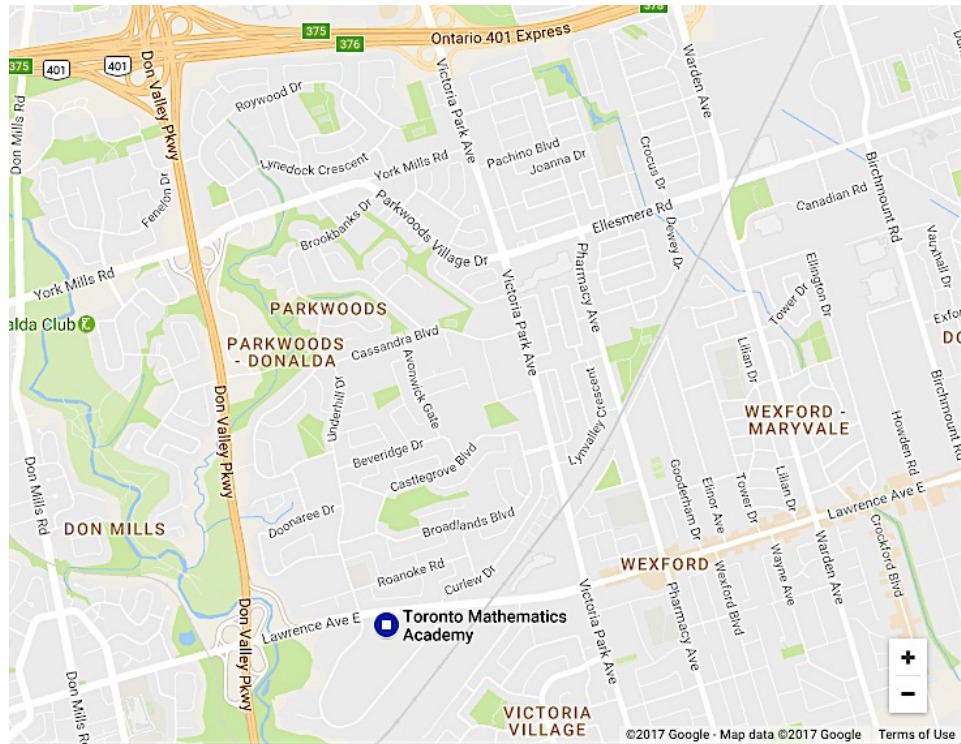 375
376
378
Ontario 401 Express
375
401
401
Don Mills Rd
Don Valley Pkwy
Roywood Dr
Victoria Park Ave
Warden Ave
Lynedock Crescent
York Mills Rd
Pachino Blvd
Joanna Dr
Crocus Dr
Birchmount Rd
Fenelon Dr
Brookbanks Dr
Parkwoods Village Dr
Ellesmere Rd
Canadian Rd
Dewey Dr
Vauxhall Dr
York Mills Rd
Pharmacy Ave
Ellington Dr
Tower Dr
alda Club
PARKWOODS
Victoria Park Ave
Exfo
PARKWOODS
- DONALDA
Cassandra Blvd
Lilian Dr
DO
Avonwick Gate
Underhill Dr
Don Valley Pkwy
Lynvalley Crescent
Birchmount Rd
WEXFORD -
MARYVALE
Howden Rd
Beveridge Dr
Castlegrove Blvd
Gooderham Dr
Elinor Ave
Tower Dr
Lilian Dr
Don Mills Rd
Lawrence Ave E
DON MILLS
Doonaree Dr
Broadlands Blvd
Crockford Blvd
WEXFORD
Wayne Ave
Warden Ave
Roanoke Rd
Curlew Dr
Victoria Park Ave
Pharmacy Ave
Wexford Blvd
Lawrence Ave E
Toronto Mathematics
Academy
Don Valley Pkwy
Don Mills Rd
+
−
VICTORIA
VILLAGE
©2017 Google - Map data ©2017 Google
Terms of Use